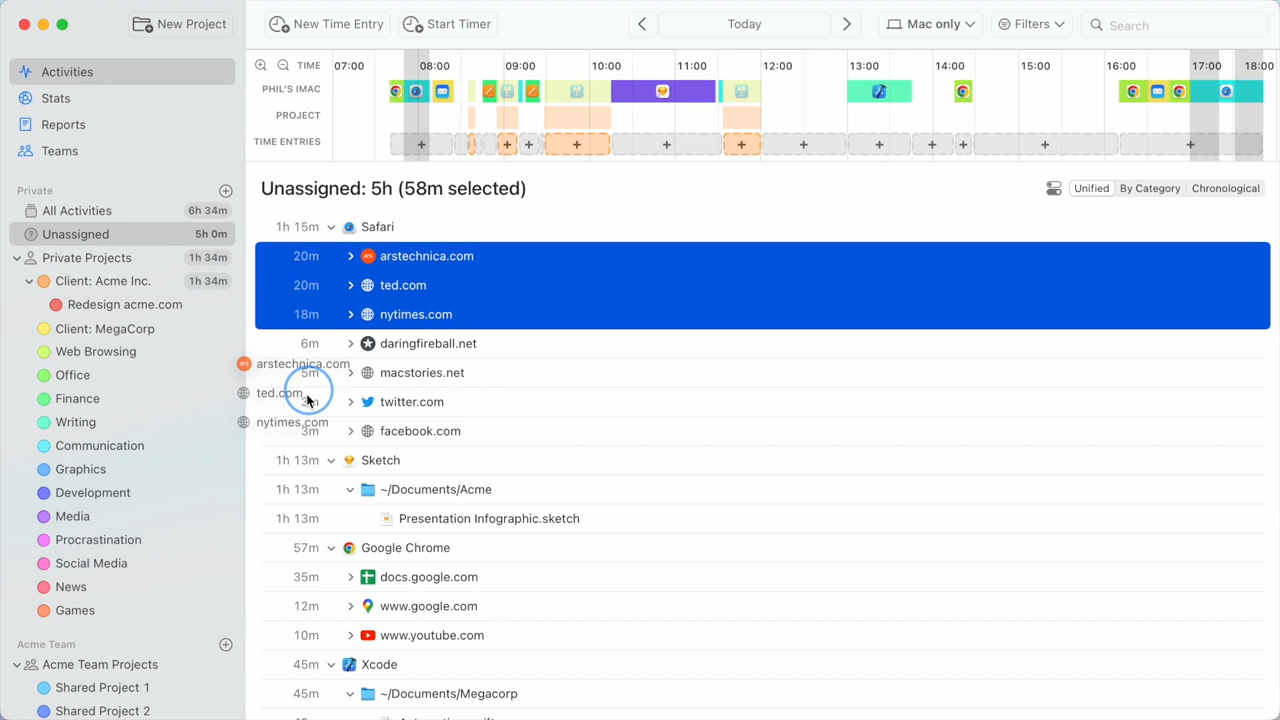 New Project
New Time Entry
Start Timer
Today
Mac only
Filters
Search
Activities
Stats
Reports
Teams
Private
All Activities 6h 34m
Unassigned 5h 0m
Private Projects 1h 34m
Client: Acme Inc. 1h 34m
Redesign acme.com
Client: MegaCorp
Web Browsing
Office
Finance
Writing
Communication
Graphics
Development
Media
Procrastination
Social Media
News
Games
Acme Team
Acme Team Projects
Shared Project 1
Shared Project 2
TIME 07:00 08:00 09:00 10:00 11:00 12:00 13:00 14:00 15:00 16:00 17:00 18:00
PHIL'S IMAC
PROJECT
TIME ENTRIES
Unassigned: 5h (58m selected)
Unified By Category Chronological
1h 15m Safari
20m arstechnica.com
20m ted.com
18m nytimes.com
6m daringfireball.net
arstechnica.com
5m macstories.net
ted.com
3m twitter.com
nytimes.com
3m facebook.com
1h 13m Sketch
1h 13m ~/Documents/Acme
1h 13m Presentation Infographic.sketch
57m Google Chrome
35m docs.google.com
12m www.google.com
10m www.youtube.com
45m Xcode
45m ~/Documents/Megacorp